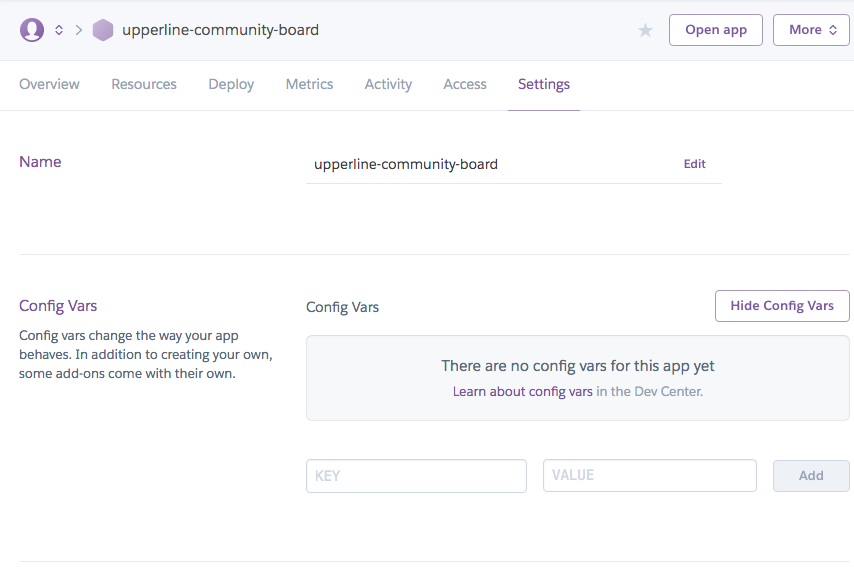 upperline-community-board
Open app
More
Overview Resources Deploy Metrics Activity Access Settings
Name
upperline-community-board
Edit
Config Vars
Config vars change the way your app
behaves. In addition to creating your own,
some add-ons come with their own.
Config Vars
Hide Config Vars
There are no config vars for this app yet
Learn about config vars in the Dev Center.
KEY
VALUE
Add